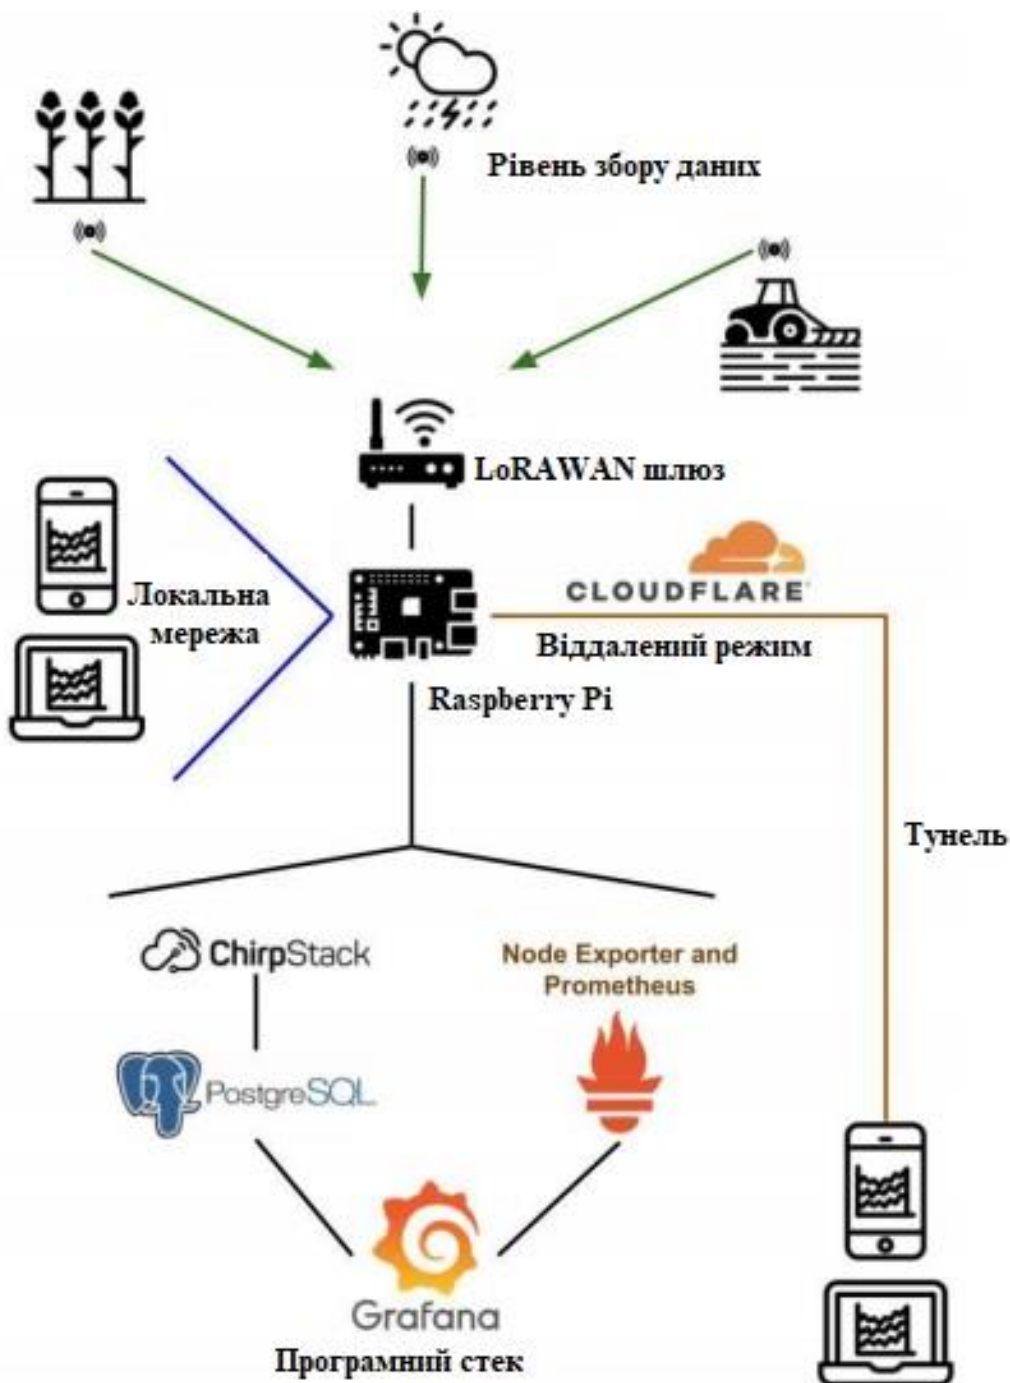 Рівень збору даних
LoRAWAN шлюз
CLOUDFLARE
Локальна
мережа
Віддалений режим
Raspberry Pi
Тунель
ChirpStack
Node Exporter and
Prometheus
PostgreSQL
Grafana
Програмний стек